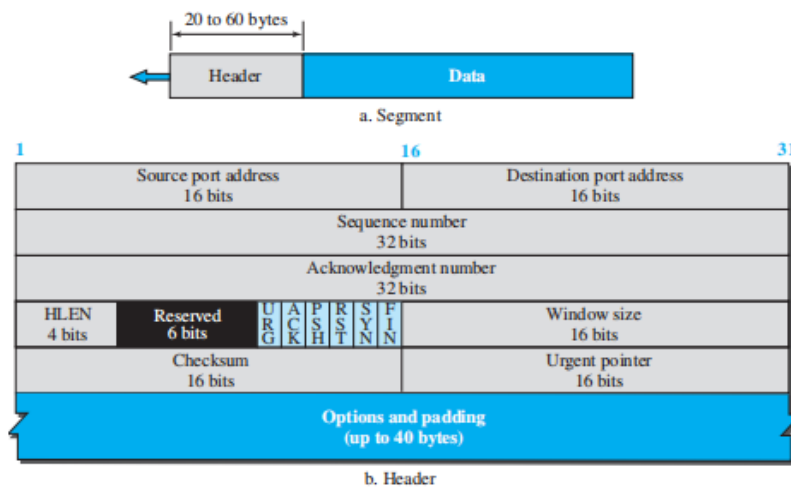 20 to 60 bytes
Header
Data
a. Segment
1
16
31
Source port address
16 bits
Destination port address
16 bits
Sequence number
32 bits
Acknowledgment number
32 bits
HLEN
4 bits
Reserved
6 bits
URG
ACK
PSH
RST
SYN
FIN
Window size
16 bits
Checksum
16 bits
Urgent pointer
16 bits
Options and padding
(up to 40 bytes)
b. Header